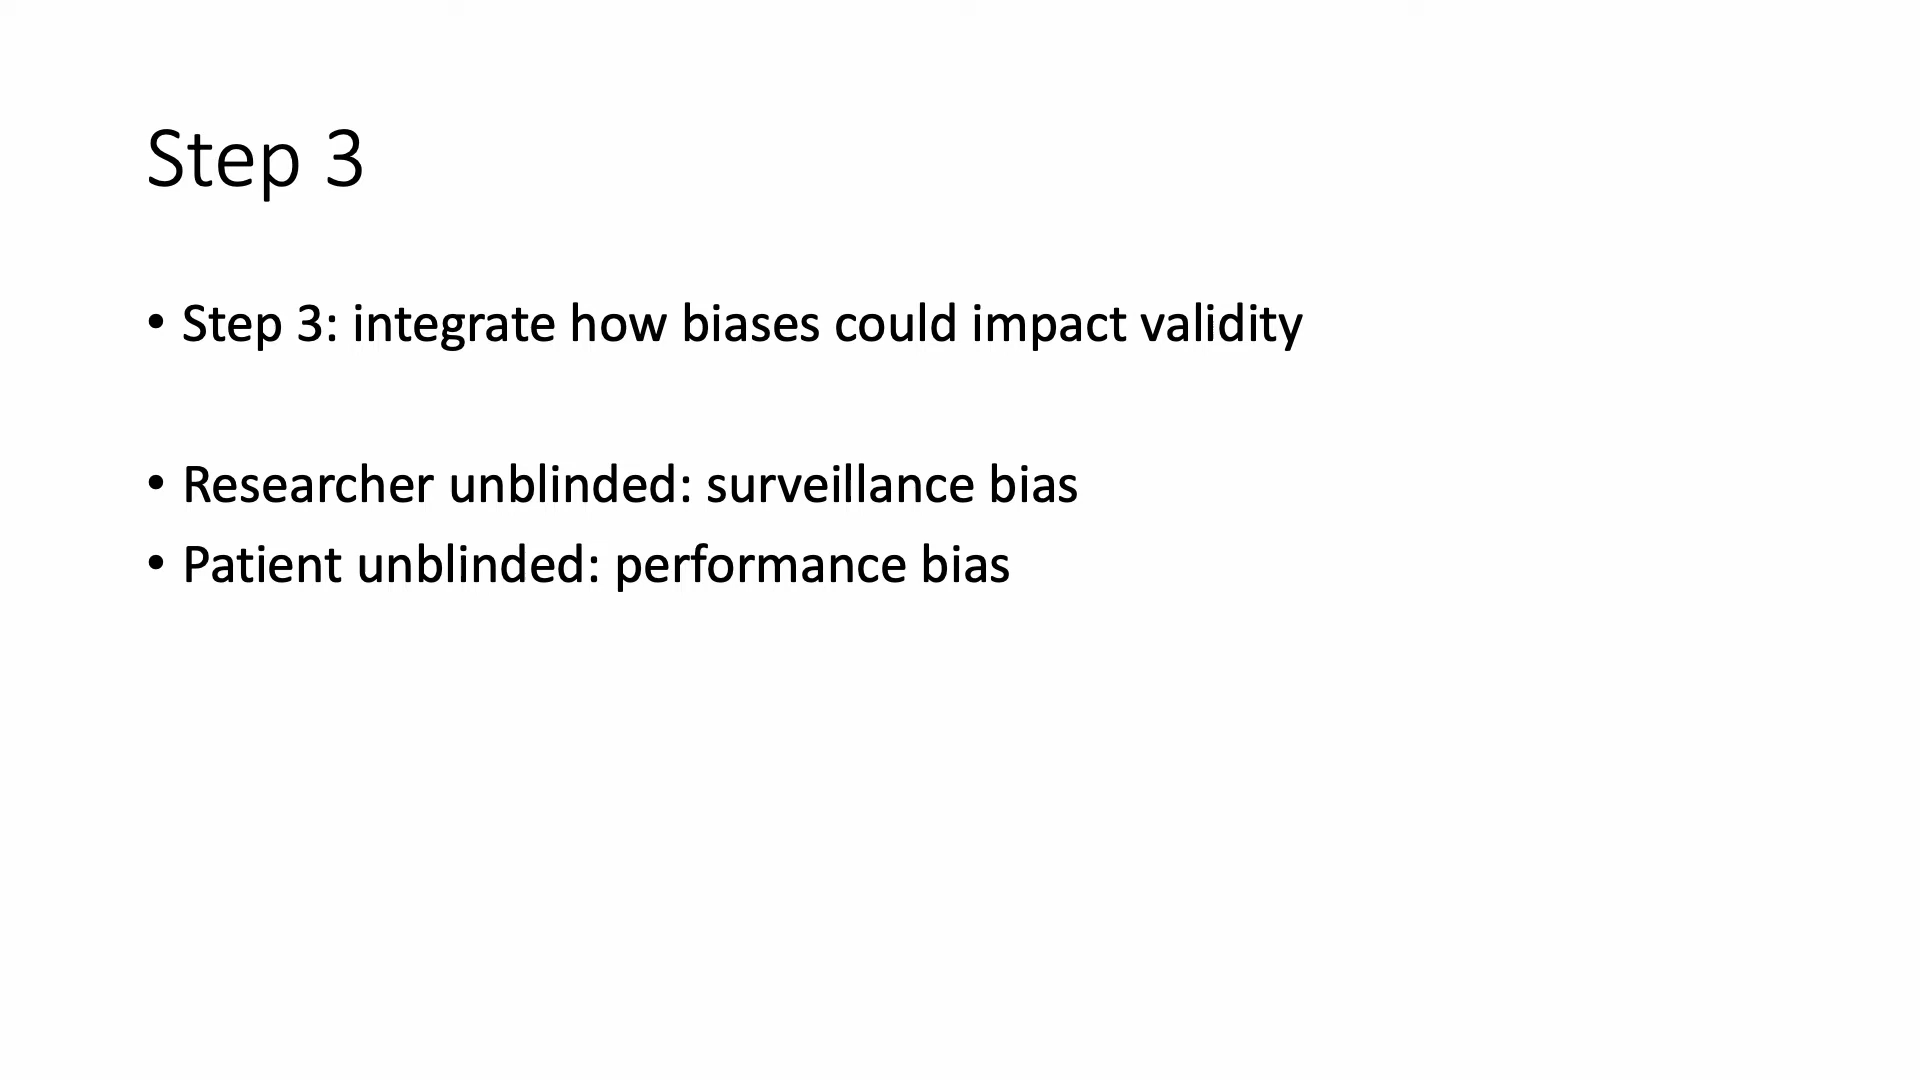 Step 3
• Step 3: integrate how biases could impact validity
• Researcher unblinded: surveillance bias
• Patient unblinded: performance bias